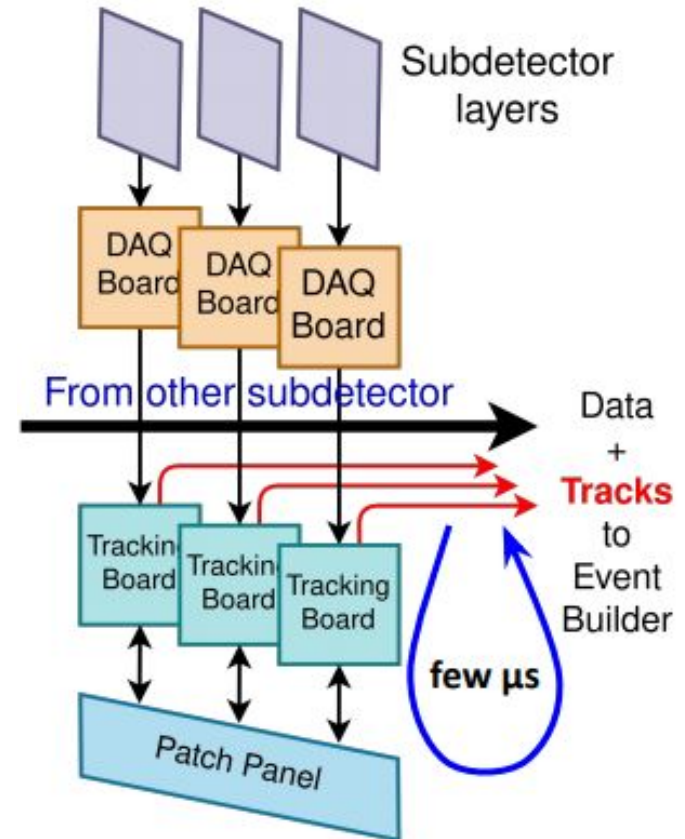 Subdetector
layers
DAQ
Board
DAQ
Board
DAQ
Board
From other subdetector
Data
+
Tracks
to
Event
Builder
Tracking
Board
Tracking
Board
Tracking
Board
few μs
Patch Panel